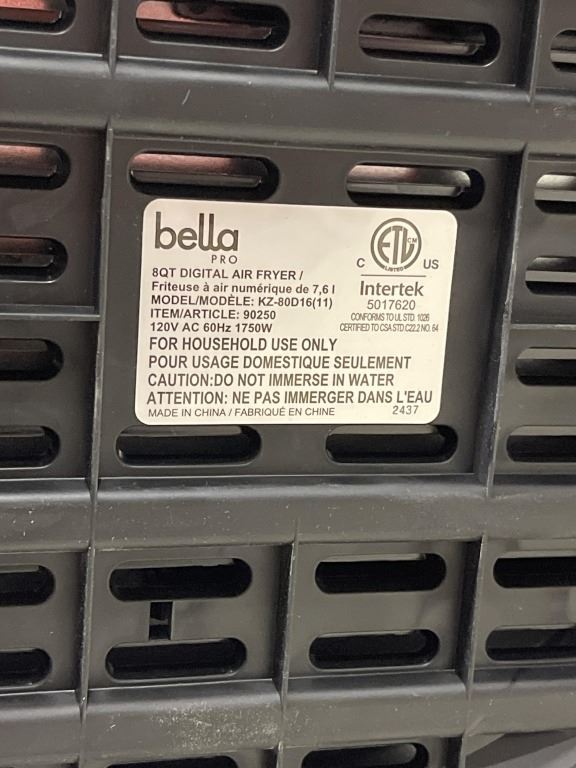 bella
PRO
8QT DIGITAL AIR FRYER /
Friteuse à air numérique de 7,6 l
MODEL/MODÈLE: KZ-80D16(11)
ITEM/ARTICLE: 90250
120V AC 60Hz 1750W
ETL CM
LISTED
C US
Intertek
5017620
CONFORMS TO UL STD. 1026
CERTIFIED TO CSA STD C22.2 NO. 64
FOR HOUSEHOLD USE ONLY
POUR USAGE DOMESTIQUE SEULEMENT
CAUTION:DO NOT IMMERSE IN WATER
ATTENTION: NE PAS IMMERGER DANS L'EAU
MADE IN CHINA / FABRIQUÉ EN CHINE 2437